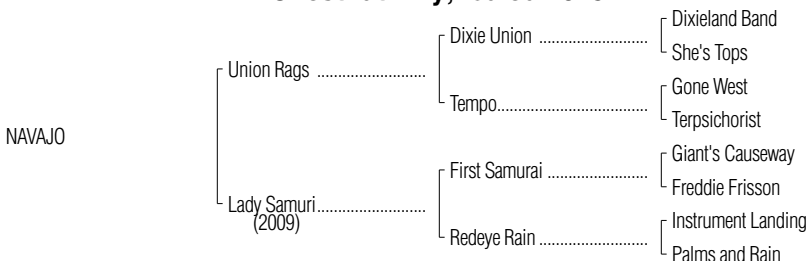 Dixieland Band
Dixie Union
She's Tops
Union Rags
Gone West
Tempo
Terpsichorist
NAVAJO
Giant's Causeway
First Samurai
Freddie Frisson
Lady Samuri
(2009)
Instrument Landing
Redeye Rain
Palms and Rain